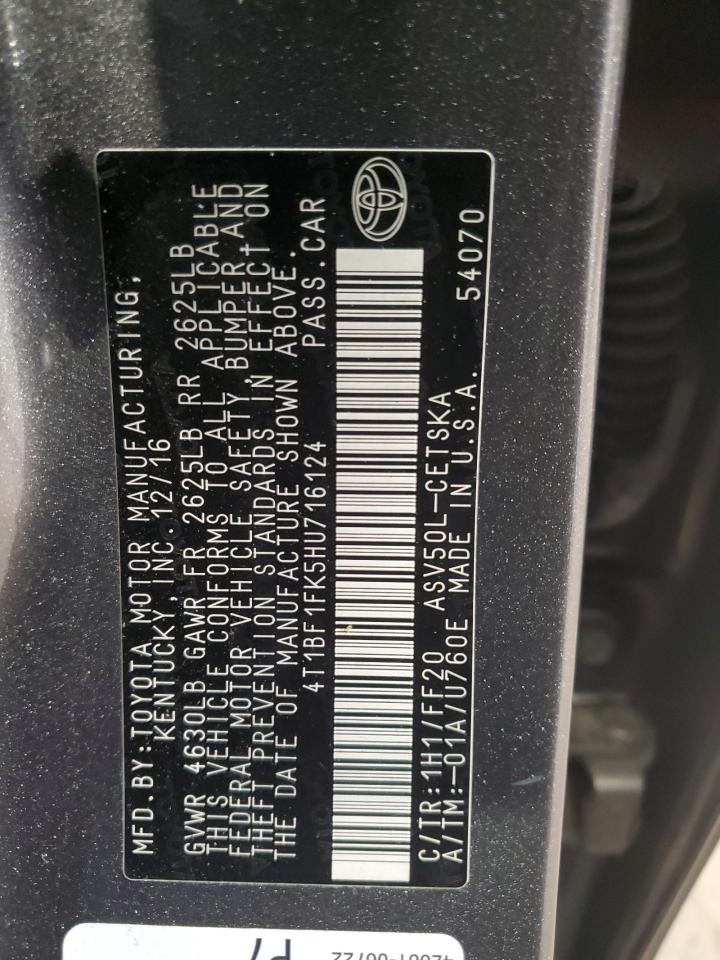 MFD.BY:TOYOTA MOTOR MANUFACTURING,
KENTUCKY, INC. 12/16
GVWR 4630LB GAWR FR 2625LB RR 2625LB
THIS VEHICLE CONFORMS TO ALL APPLICABLE
FEDERAL MOTOR VEHICLE SAFETY, BUMPER, AND
THEFT PREVENTION STANDARDS IN EFFECT ON
THE DATE OF MANUFACTURE SHOWN ABOVE.
4T1BF1FK5HU716124 PASS.CAR
C/TR:1H1/FF20 ASV50L-CETSKA
A/TM:-01A/U760E MADE IN U.S.A. 54070